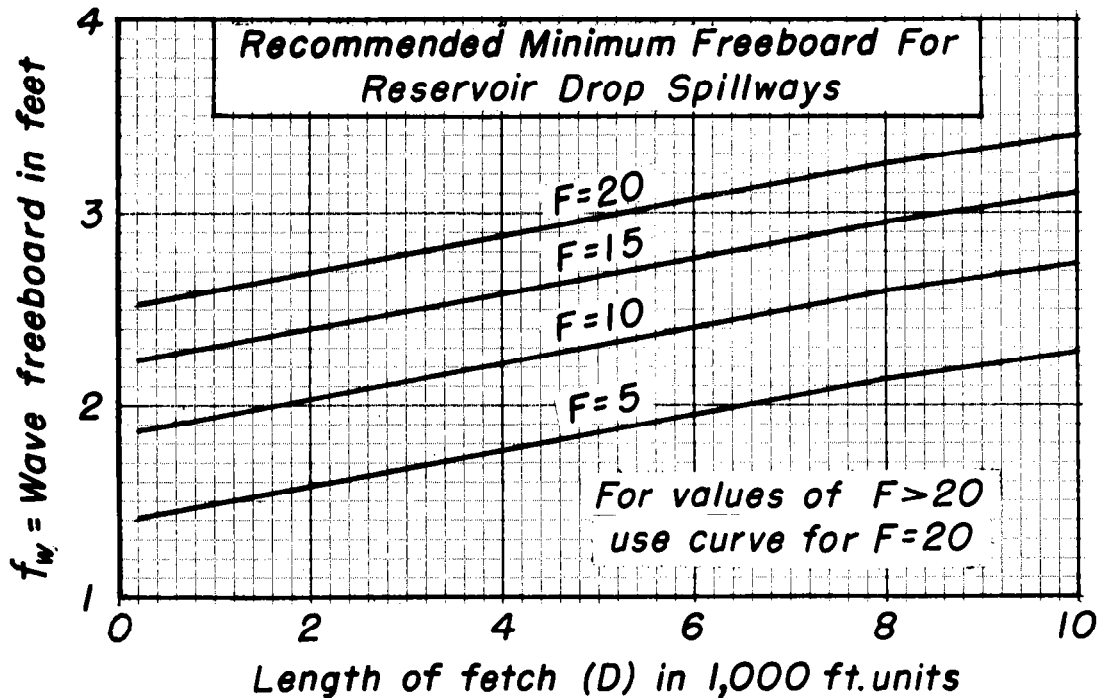 Recommended Minimum Freeboard For
Reservoir Drop Spillways
f_w = Wave freeboard in feet
4
3
2
1
F=20
F=15
F=10
F=5
For values of F>20
use curve for F=20
0 2 4 6 8 10
Length of fetch (D) in 1,000 ft. units